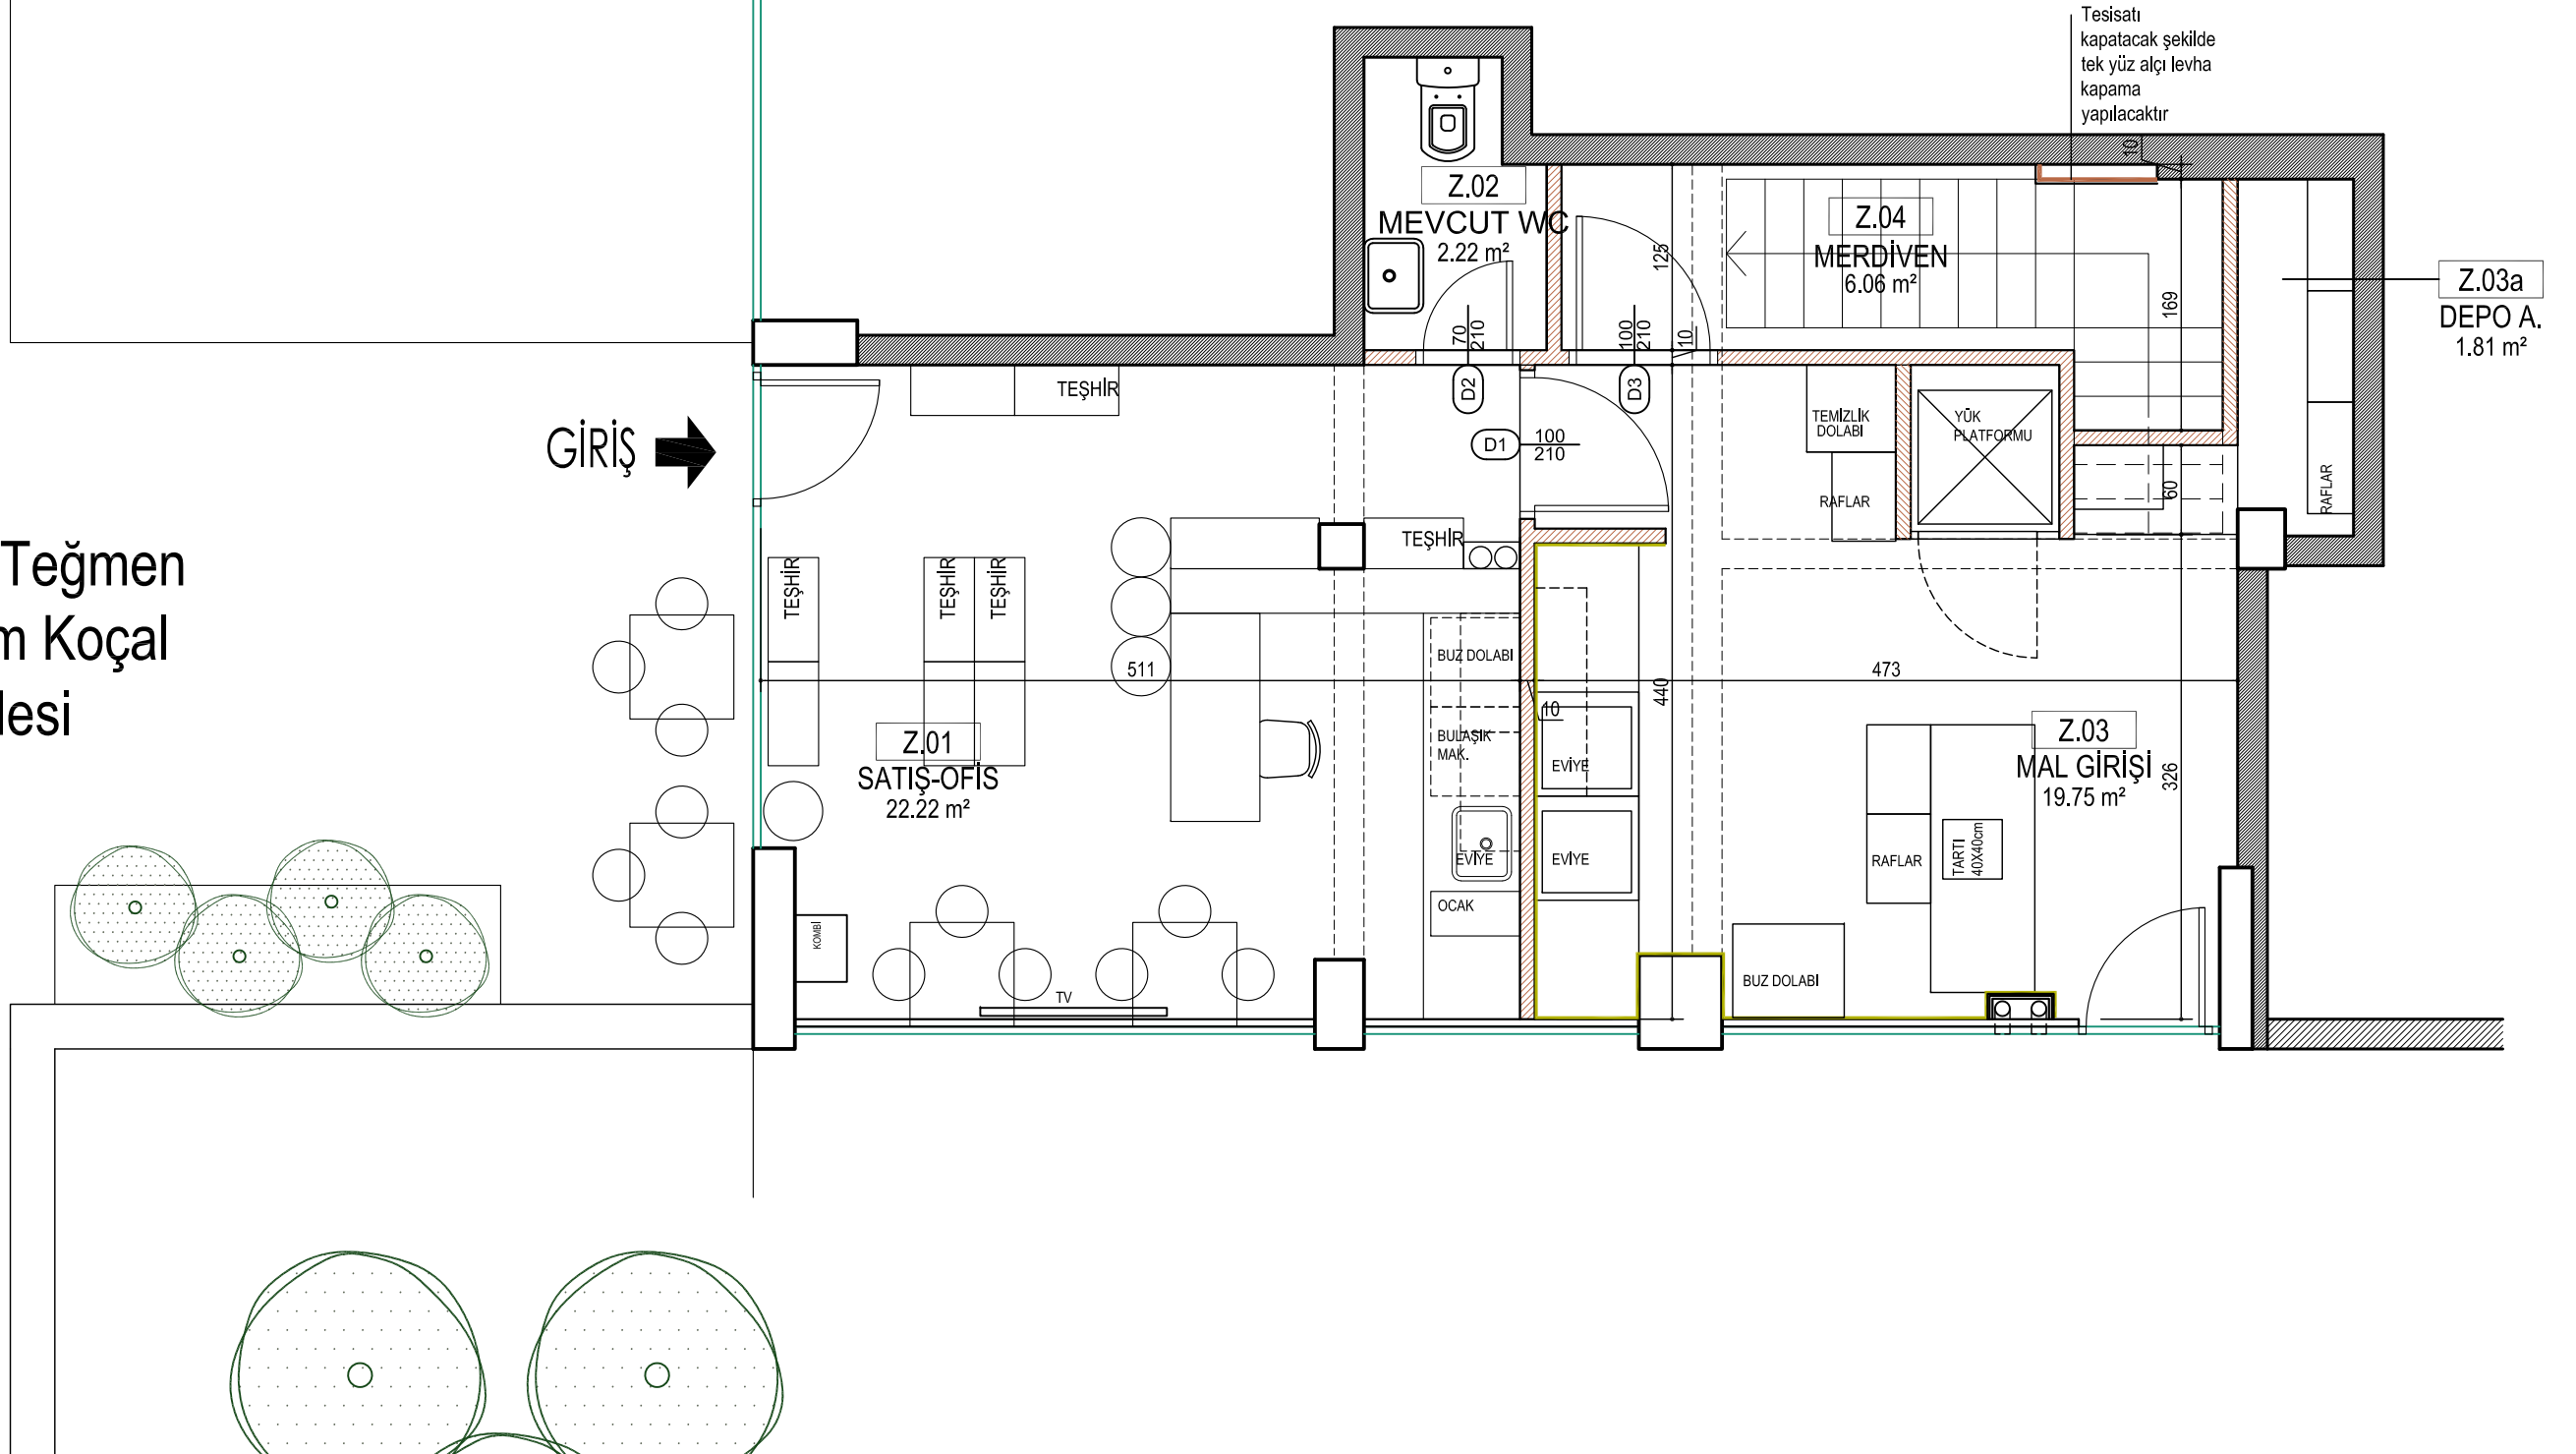 Tesisatı
kapatacak şekilde
tek yüz alçı levha
kapama
yapılacaktır
10
Z.02
MEVCUT WC
2.22 m²
Z.04
MERDİVEN
6.06 m²
125
169
Z.03a
DEPO A.
1.81 m²
70
210
100
210
10
D2
D3
TEŞHİR
GİRİŞ
D1
100
210
TEMIZLIK
DOLABI
YÜK
PLATFORMU
RAFLAR
60
RAFLAR
Teğmen
m Koçal
desi
TEŞHİR
TEŞHİR
TEŞHİR
TEŞHİR
BUZ DOLABI
511
473
440
10
BULAŞIK
MAK.
EVİYE
Z.01
SATIŞ-OFİS
22.22 m²
Z.03
MAL GİRİŞİ
19.75 m²
326
EVİYE
EVİYE
RAFLAR
TARTI
40X40cm
OCAK
KOMBİ
BUZ DOLABI
TV